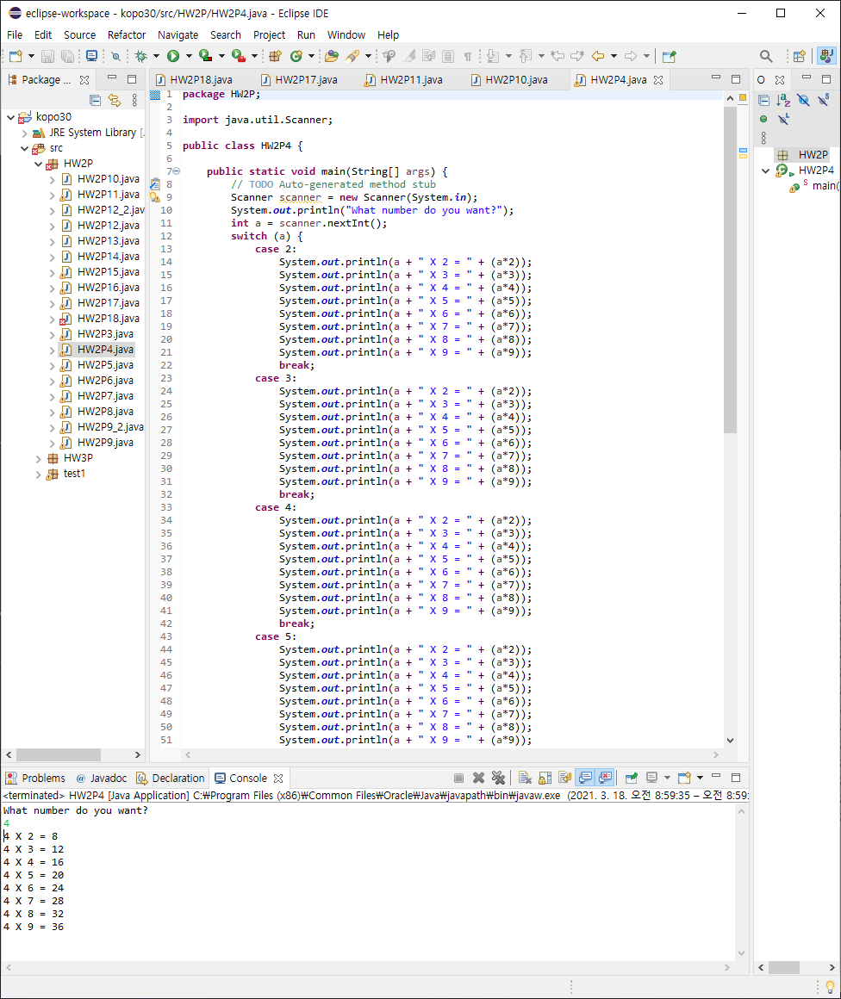 eclipse-workspace - kopo30/src/HW2P/HW2P4.java - Eclipse IDE
File Edit Source Refactor Navigate Search Project Run Window Help
Package ...
HW2P18.java HW2P17.java HW2P11.java HW2P10.java HW2P4.java
kopo30
JRE System Library [
src
HW2P
HW2P10.java
HW2P11.java
HW2P12_2.jav
HW2P12.java
HW2P13.java
HW2P14.java
HW2P15.java
HW2P16.java
HW2P17.java
HW2P18.java
HW2P3.java
HW2P4.java
HW2P5.java
HW2P6.java
HW2P7.java
HW2P8.java
HW2P9_2.java
HW2P9.java
HW3P
test1
1 package HW2P;
2
3 import java.util.Scanner;
4
5 public class HW2P4 {
6
7 public static void main(String[] args) {
8 // TODO Auto-generated method stub
9 Scanner scanner = new Scanner(System.in);
10 System.out.println("What number do you want?");
11 int a = scanner.nextInt();
12 switch (a) {
13 case 2:
14 System.out.println(a + " X 2 = " + (a*2));
15 System.out.println(a + " X 3 = " + (a*3));
16 System.out.println(a + " X 4 = " + (a*4));
17 System.out.println(a + " X 5 = " + (a*5));
18 System.out.println(a + " X 6 = " + (a*6));
19 System.out.println(a + " X 7 = " + (a*7));
20 System.out.println(a + " X 8 = " + (a*8));
21 System.out.println(a + " X 9 = " + (a*9));
22 break;
23 case 3:
24 System.out.println(a + " X 2 = " + (a*2));
25 System.out.println(a + " X 3 = " + (a*3));
26 System.out.println(a + " X 4 = " + (a*4));
27 System.out.println(a + " X 5 = " + (a*5));
28 System.out.println(a + " X 6 = " + (a*6));
29 System.out.println(a + " X 7 = " + (a*7));
30 System.out.println(a + " X 8 = " + (a*8));
31 System.out.println(a + " X 9 = " + (a*9));
32 break;
33 case 4:
34 System.out.println(a + " X 2 = " + (a*2));
35 System.out.println(a + " X 3 = " + (a*3));
36 System.out.println(a + " X 4 = " + (a*4));
37 System.out.println(a + " X 5 = " + (a*5));
38 System.out.println(a + " X 6 = " + (a*6));
39 System.out.println(a + " X 7 = " + (a*7));
40 System.out.println(a + " X 8 = " + (a*8));
41 System.out.println(a + " X 9 = " + (a*9));
42 break;
43 case 5:
44 System.out.println(a + " X 2 = " + (a*2));
45 System.out.println(a + " X 3 = " + (a*3));
46 System.out.println(a + " X 4 = " + (a*4));
47 System.out.println(a + " X 5 = " + (a*5));
48 System.out.println(a + " X 6 = " + (a*6));
49 System.out.println(a + " X 7 = " + (a*7));
50 System.out.println(a + " X 8 = " + (a*8));
51 System.out.println(a + " X 9 = " + (a*9));
O
HW2P
HW2P4
main(
Problems @ Javadoc Declaration Console
<terminated> HW2P4 [Java Application] C:₩Program Files (x86)₩Common Files₩Oracle₩Java₩javapath₩bin₩javaw.exe (2021. 3. 18. 오전 8:59:35 – 오전 8:59:
What number do you want?
4
4 X 2 = 8
4 X 3 = 12
4 X 4 = 16
4 X 5 = 20
4 X 6 = 24
4 X 7 = 28
4 X 8 = 32
4 X 9 = 36